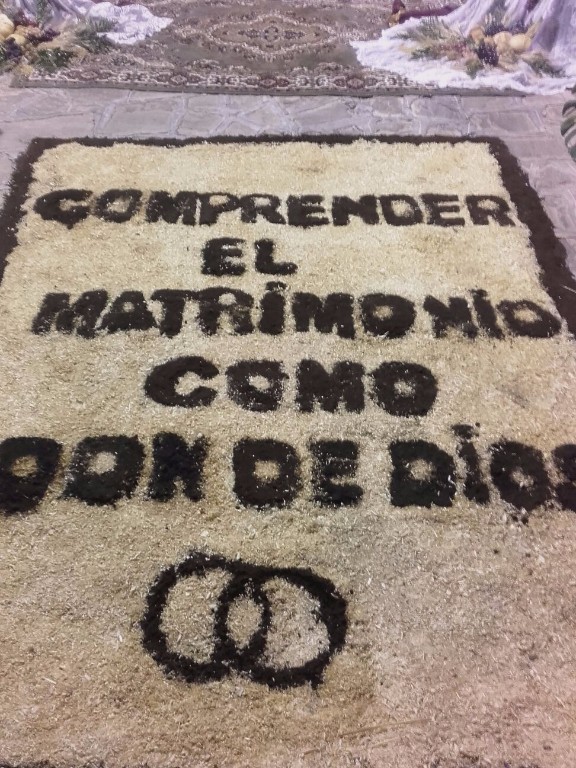 COMPRENDER
EL
MATRiMONiO
COMO
DON DE DiOS